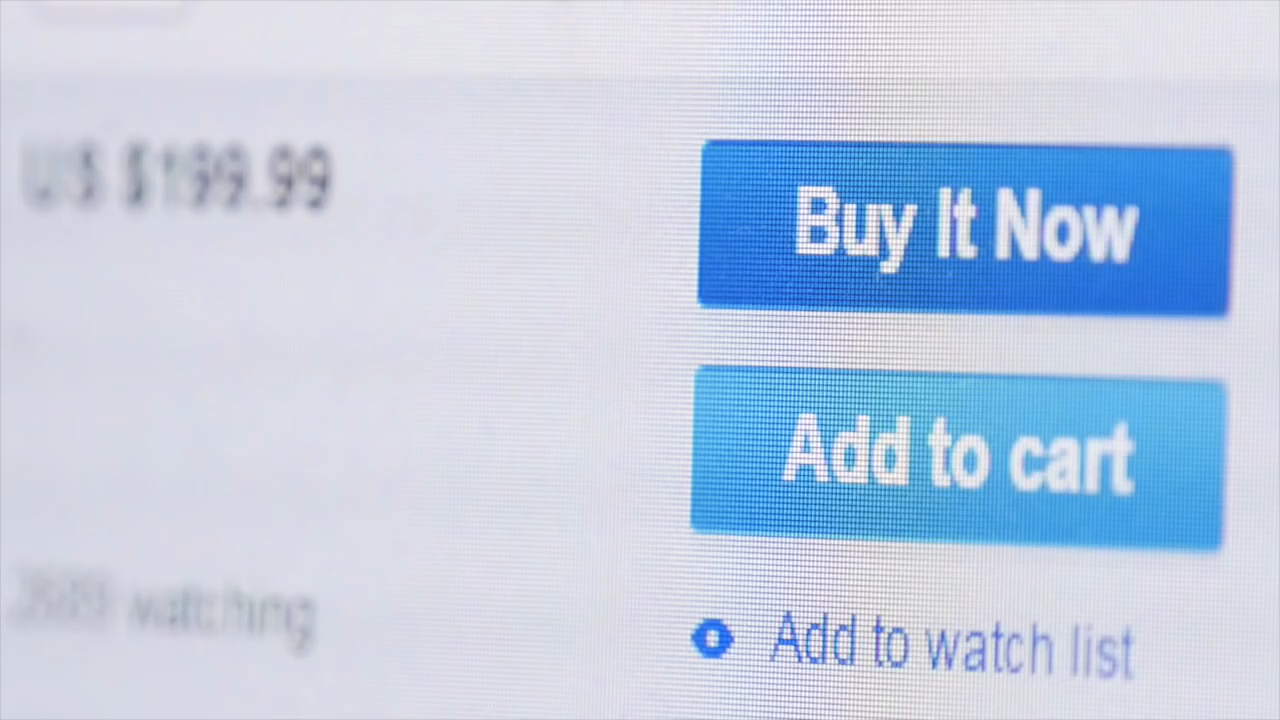 US $199.99
Buy It Now
Add to cart
watching
Add to watch list